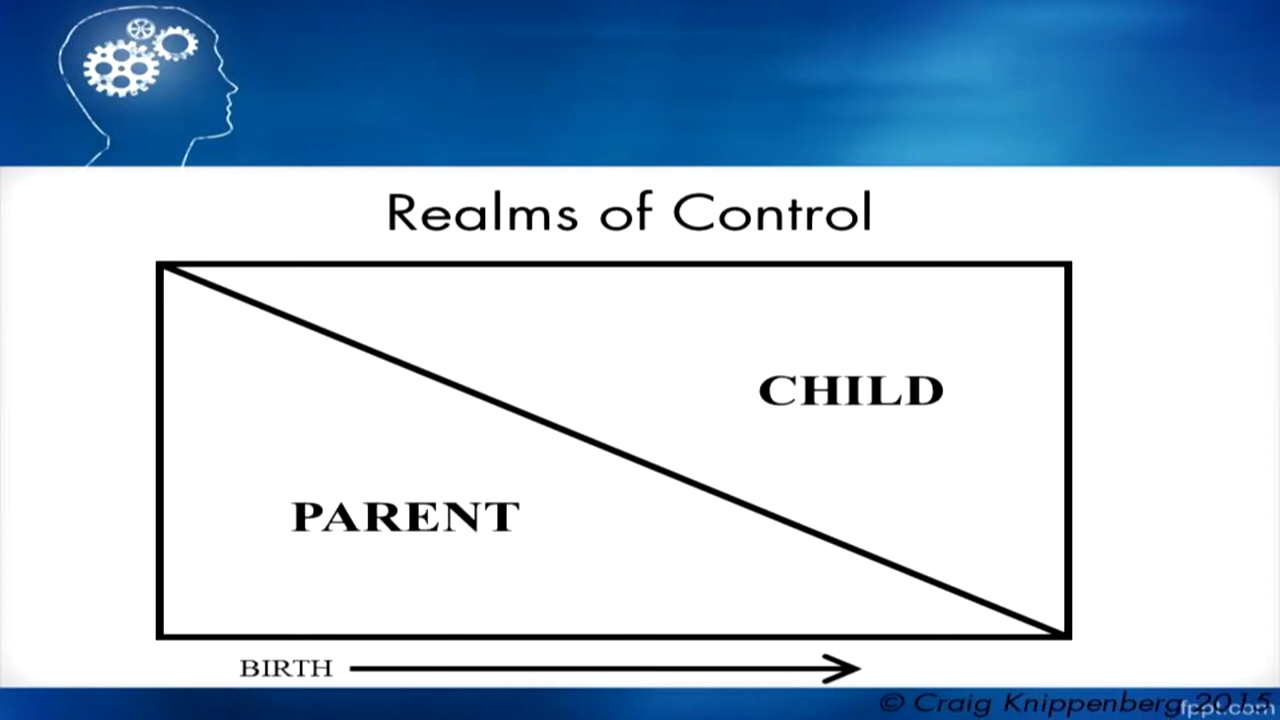 Realms of Control
CHILD
PARENT
BIRTH
© Craig Knippenberg 2015
fppt.com